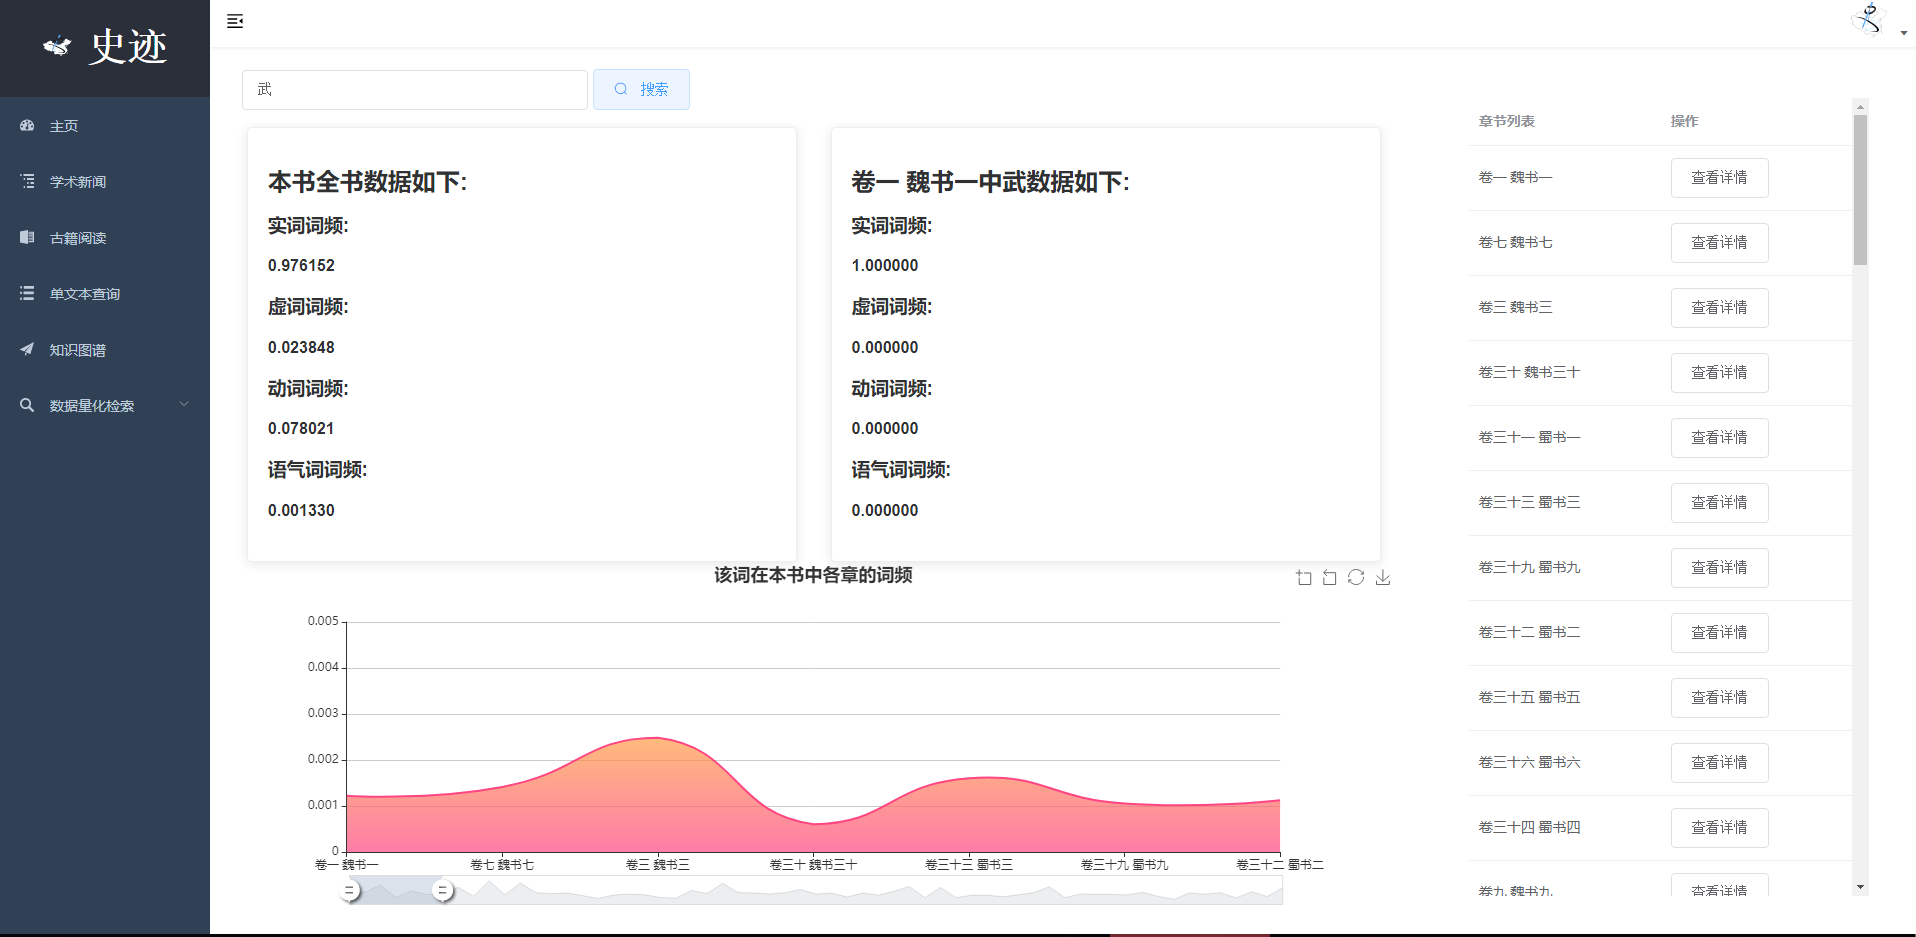 史迹
主页
学术新闻
古籍阅读
单文本查询
知识图谱
数据量化检索
武
搜索
本书全书数据如下:
实词词频:
0.976152
虚词词频:
0.023848
动词词频:
0.078021
语气词词频:
0.001330
卷一 魏书一中武数据如下:
实词词频:
1.000000
虚词词频:
0.000000
动词词频:
0.000000
语气词词频:
0.000000
该词在本书中各章的词频
0.005
0.004
0.003
0.002
0.001
0
卷一 魏书一
卷七 魏书七
卷三 魏书三
卷三十 魏书三十
卷三十三 蜀书三
卷三十九 蜀书九
卷三十二 蜀书二
章节列表 操作
卷一 魏书一 查看详情
卷七 魏书七 查看详情
卷三 魏书三 查看详情
卷三十 魏书三十 查看详情
卷三十一 蜀书一 查看详情
卷三十三 蜀书三 查看详情
卷三十九 蜀书九 查看详情
卷三十二 蜀书二 查看详情
卷三十五 蜀书五 查看详情
卷三十六 蜀书六 查看详情
卷三十四 蜀书四 查看详情
卷九 魏书九 查看详情